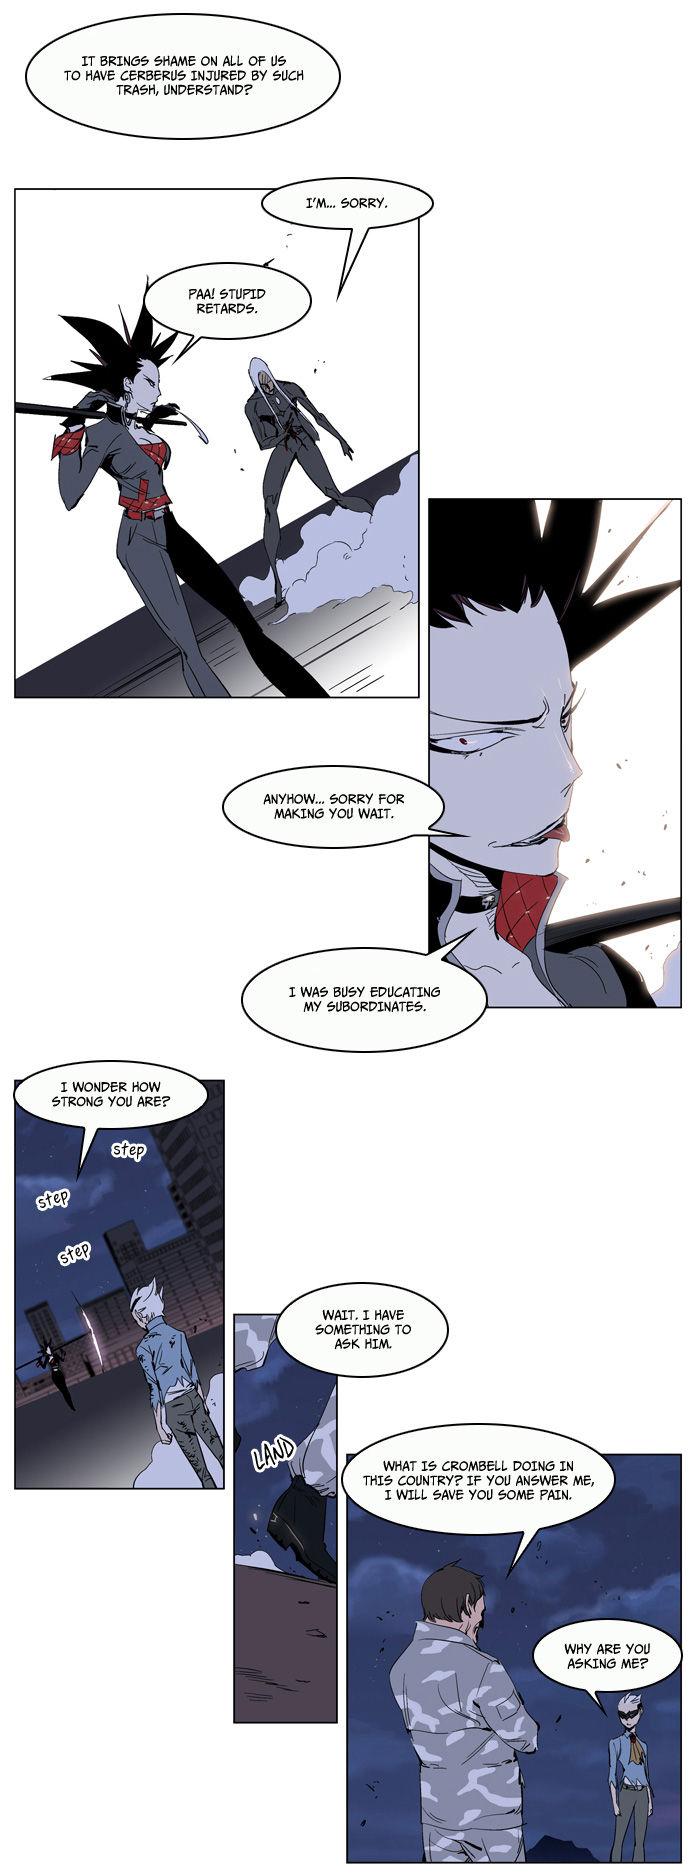 IT BRINGS SHAME ON ALL OF US
TO HAVE CERBERUS INJURED BY SUCH
TRASH, UNDERSTAND?
I'M... SORRY.
PAA! STUPID
RETARDS.
ANYHOW... SORRY FOR
MAKING YOU WAIT.
I WAS BUSY EDUCATING
MY SUBORDINATES.
I WONDER HOW
STRONG YOU ARE?
step
step
step
WAIT. I HAVE
SOMETHING TO
ASK HIM.
LAND
WHAT IS CROMBELL DOING IN
THIS COUNTRY? IF YOU ANSWER ME,
I WILL SAVE YOU SOME PAIN.
WHY ARE YOU
ASKING ME?